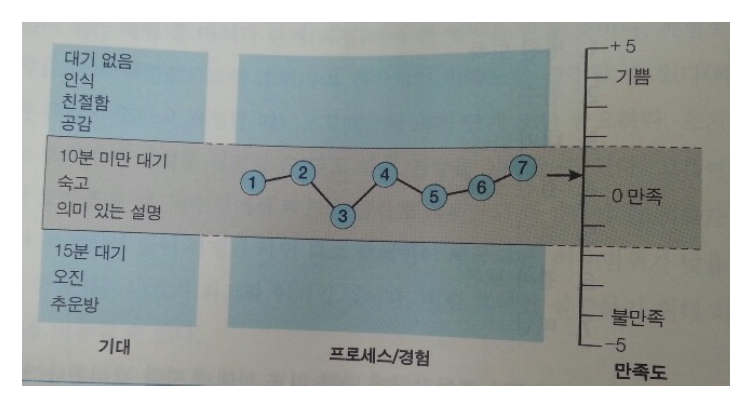 대기 없음
인식
친절함
공감
10분 미만 대기
숙고
의미 있는 설명
15분 대기
오진
추운방
기대
1
2
3
4
5
6
7
프로세스/경험
+5
기쁨
0 만족
불만족
-5
만족도